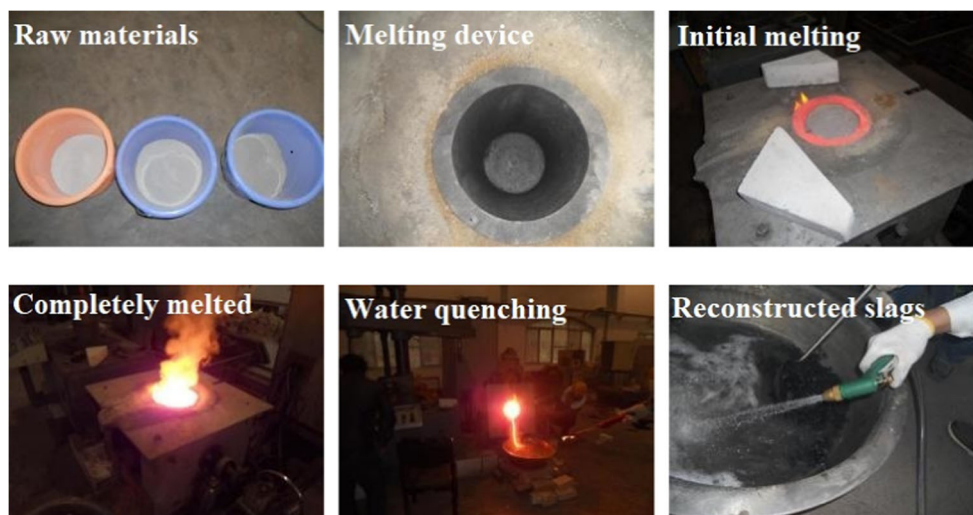 Raw materials
Melting device
Initial melting
Completely melted
Water quenching
Reconstructed slags